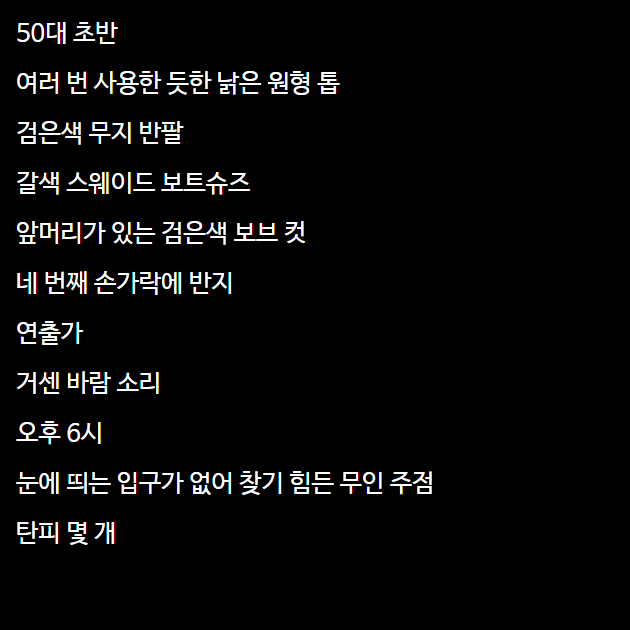 50대 초반
여러 번 사용한 듯한 낡은 원형 톱
검은색 무지 반팔
갈색 스웨이드 보트슈즈
앞머리가 있는 검은색 보브 컷
네 번째 손가락에 반지
연출가
거센 바람 소리
오후 6시
눈에 띄는 입구가 없어 찾기 힘든 무인 주점
탄피 몇 개